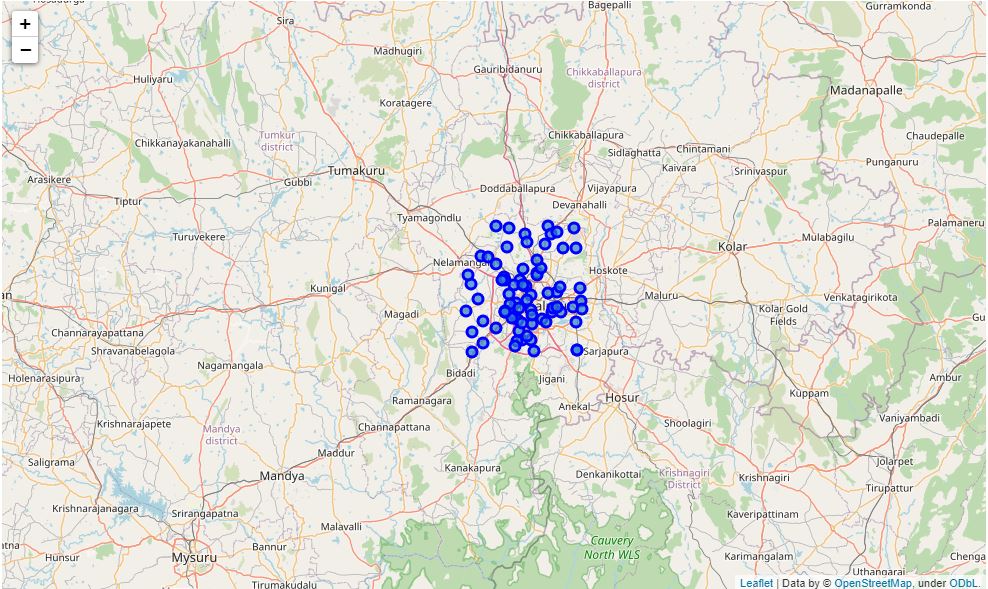 Bagepalli
Gurramkonda
+
Sira
−
Madhugiri
Gauribidanuru
Chikkaballapura
district
Huliyaru
Madanapalle
Koratagere
Chikkaballapura
Chaudepalle
Tumkur
district
Chikkanayakanahalli
Sidlaghatta
Chintamani
Punganuru
Kaivara
Srinivaspur
Tumakuru
Arasikere
Gubbi
Doddaballapura
Vijayapura
Tiptur
Devanahalli
Tyamagondlu
Palamaneru
Turuvekere
Mulabagilu
Kolar
Nelamangal
Hoskote
Kunigal
Maluru
Venkatagirikota
Magadi
Kolar Gold
Fields
Channarayapattana
Shravanabelagola
Sarjapura
Nagamangala
Bidadi
Jigani
Holenarasipura
Ambur
Kuppam
Ramanagara
Anekal
Hosur
Krishnarajapete
Channapatna
Shoolagiri
Vaniyambadi
Mandya
district
Maddur
Saligrama
Kanakapura
Jolarpet
Mandya
Denkanikottai
Krishnagiri
District
Krishnagiri
Tirupattur
Krishnarajanagara
Srirangapatna
Kaveripattinam
Malavalli
Cauvery
North WLS
Hunsur
Mysuru
Bannur
Karimangalam
Chenga
Uthangarai
Tirumakudalu
Leaflet | Data by © OpenStreetMap, under ODbL.